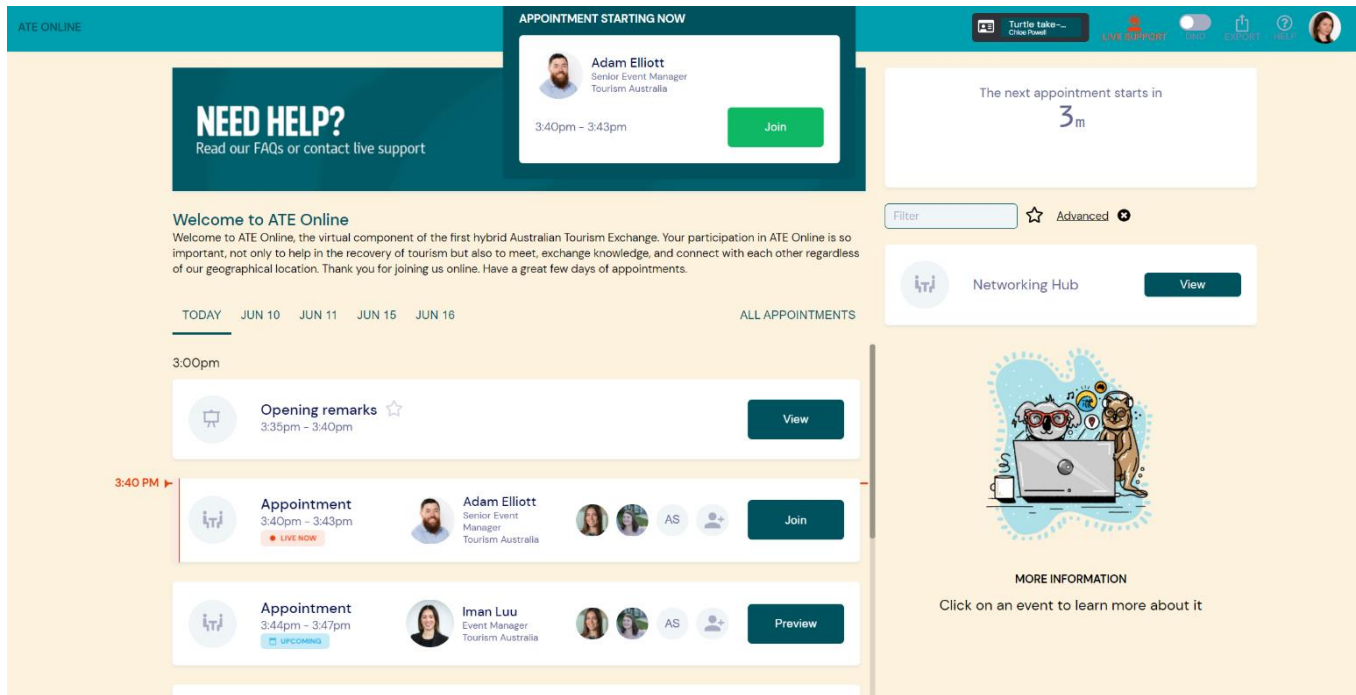 ATE ONLINE
APPOINTMENT STARTING NOW
Adam Elliott
Senior Event Manager
Tourism Australia
3:40pm - 3:43pm
Join
Turtle take-...
Chloe Powell
LIVE SUPPORT
DND
EXPORT
HELP
NEED HELP?
Read our FAQs or contact live support
The next appointment starts in
3m
Welcome to ATE Online
Welcome to ATE Online, the virtual component of the first hybrid Australian Tourism Exchange. Your participation in ATE Online is so
important, not only to help in the recovery of tourism but also to meet, exchange knowledge, and connect with each other regardless
of our geographical location. Thank you for joining us online. Have a great few days of appointments.
Filter
Advanced
Networking Hub
View
TODAY JUN 10 JUN 11 JUN 15 JUN 16 ALL APPOINTMENTS
3:00pm
Opening remarks
3:35pm - 3:40pm
View
3:40 PM
Appointment
3:40pm - 3:43pm
LIVE NOW
Adam Elliott
Senior Event
Manager
Tourism Australia
AS
Join
Appointment
3:44pm - 3:47pm
UPCOMING
Iman Luu
Event Manager
Tourism Australia
AS
Preview
MORE INFORMATION
Click on an event to learn more about it